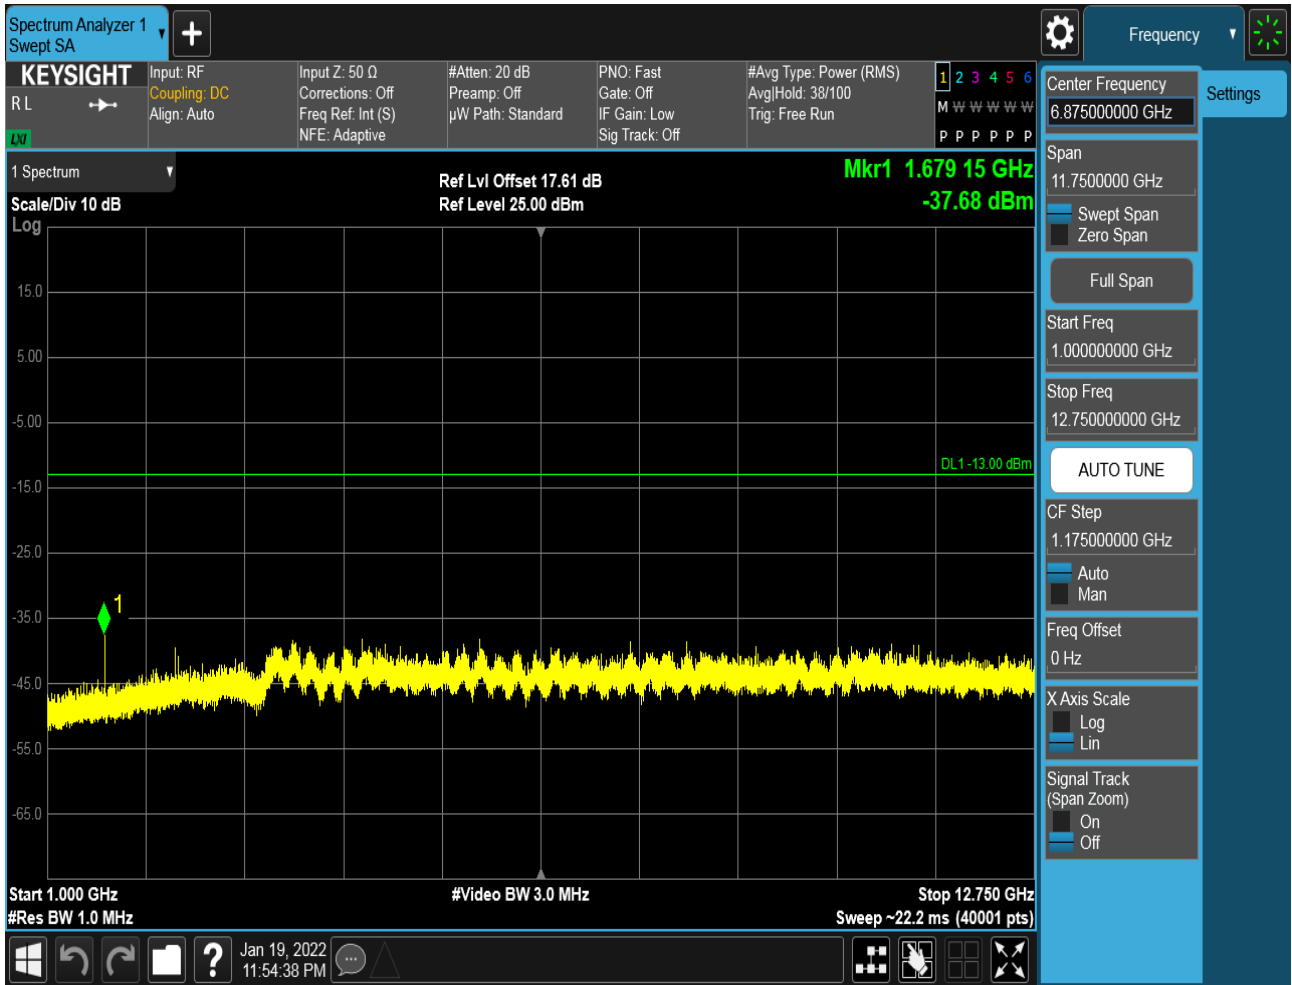 Spectrum Analyzer 1
Swept SA
Frequency
KEYSIGHT
R L
LXI
Input: RF
Coupling: DC
Align: Auto
Input Z: 50 Ω
Corrections: Off
Freq Ref: Int (S)
NFE: Adaptive
#Atten: 20 dB
Preamp: Off
µW Path: Standard
PNO: Fast
Gate: Off
IF Gain: Low
Sig Track: Off
#Avg Type: Power (RMS)
Avg|Hold: 38/100
Trig: Free Run
1 2 3 4 5 6
M W W W W W
P P P P P P
1 Spectrum
Scale/Div 10 dB
Log
Ref Lvl Offset 17.61 dB
Ref Level 25.00 dBm
Mkr1 1.679 15 GHz
-37.68 dBm
15.0
5.00
-5.00
DL1 -13.00 dBm
-15.0
-25.0
1
-35.0
-45.0
-55.0
-65.0
Start 1.000 GHz
#Res BW 1.0 MHz
#Video BW 3.0 MHz
Stop 12.750 GHz
Sweep ~22.2 ms (40001 pts)
Center Frequency
6.875000000 GHz
Settings
Span
11.7500000 GHz
Swept Span
Zero Span
Full Span
Start Freq
1.000000000 GHz
Stop Freq
12.750000000 GHz
AUTO TUNE
CF Step
1.175000000 GHz
Auto
Man
Freq Offset
0 Hz
X Axis Scale
Log
Lin
Signal Track
(Span Zoom)
On
Off
?
Jan 19, 2022
11:54:38 PM